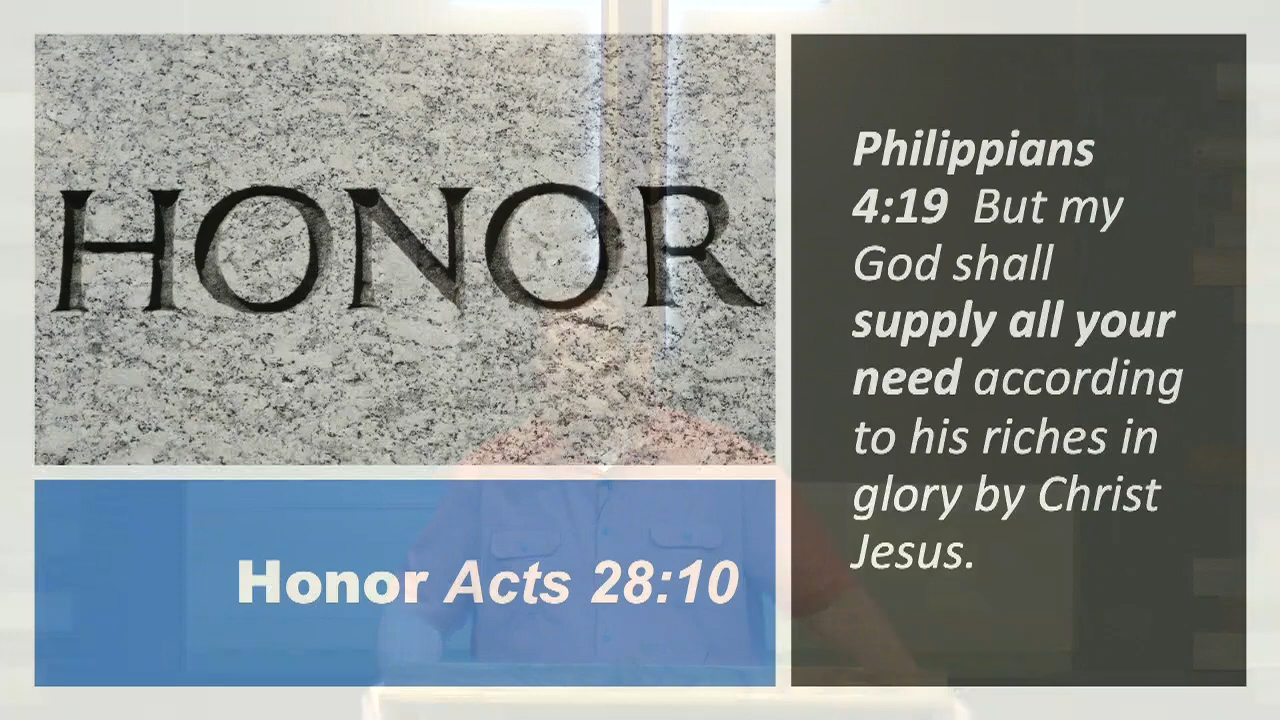 HONOR
Honor Acts 28:10
Philippians
4:19 But my
God shall
supply all your
need according
to his riches in
glory by Christ
Jesus.